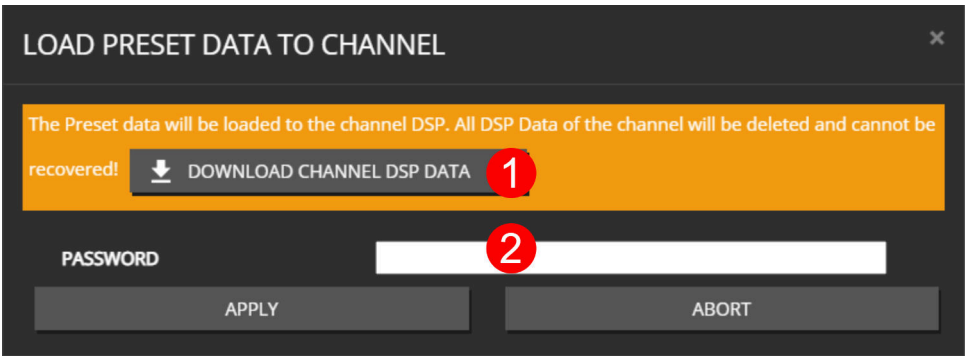 LOAD PRESET DATA TO CHANNEL ×
The Preset data will be loaded to the channel DSP. All DSP Data of the channel will be deleted and cannot be
recovered! DOWNLOAD CHANNEL DSP DATA 1
PASSWORD 2
APPLY ABORT